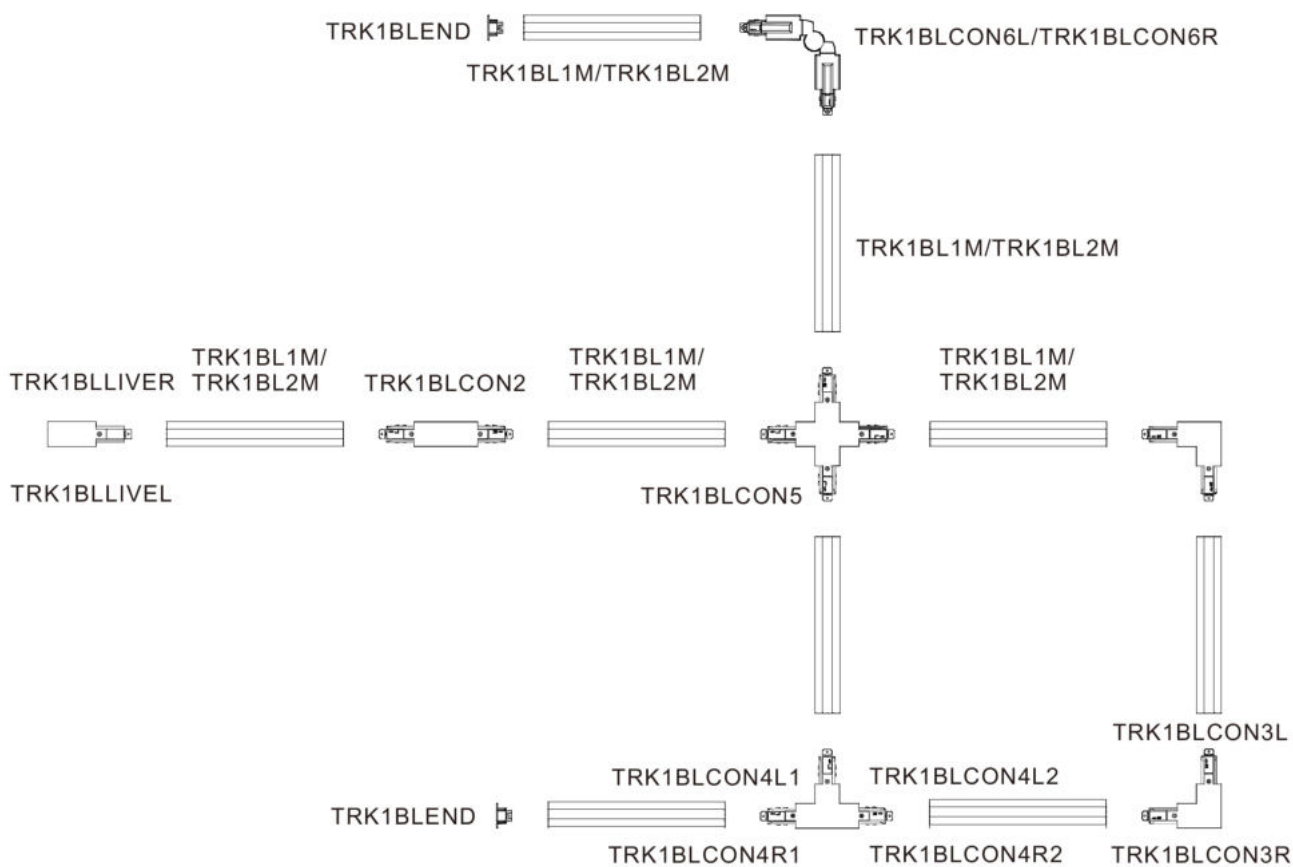 TRK1BLEND
TRK1BLCON6L/TRK1BLCON6R
TRK1BL1M/TRK1BL2M
TRK1BL1M/TRK1BL2M
TRK1BLLIVER
TRK1BL1M/
TRK1BL2M
TRK1BLCON2
TRK1BL1M/
TRK1BL2M
TRK1BL1M/
TRK1BL2M
TRK1BLLIVEL
TRK1BLCON5
TRK1BLCON3L
TRK1BLCON4L1
TRK1BLCON4L2
TRK1BLEND
TRK1BLCON4R1
TRK1BLCON4R2
TRK1BLCON3R